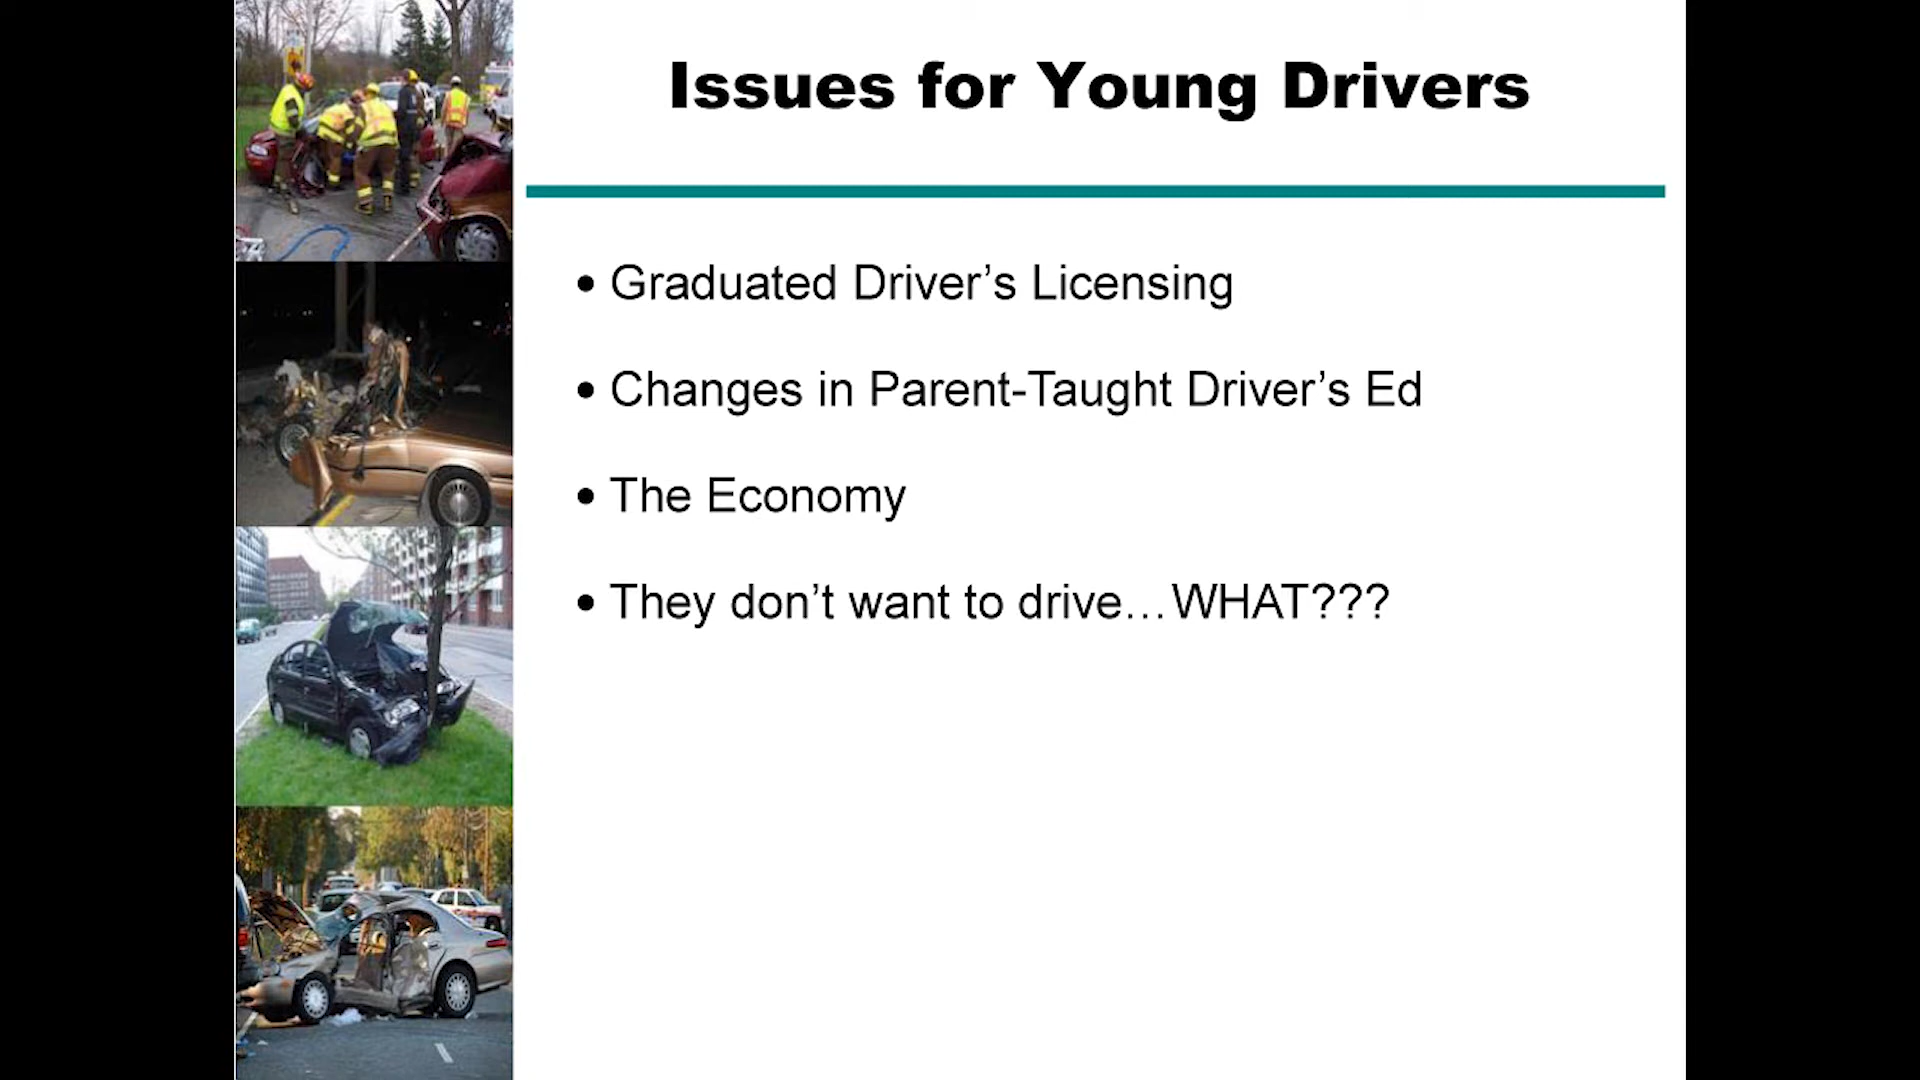 Issues for Young Drivers
• Graduated Driver’s Licensing
• Changes in Parent-Taught Driver’s Ed
• The Economy
• They don’t want to drive…WHAT???